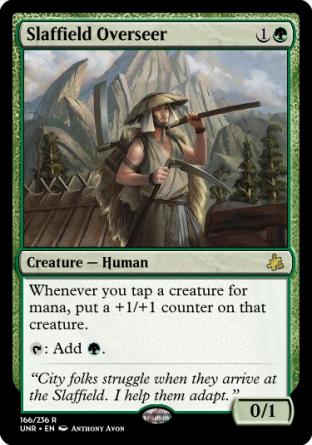 Slaffield Overseer 1
Creature — Human
Whenever you tap a creature for
mana, put a +1/+1 counter on that
creature.
: Add .
“City folks struggle when they arrive at
the Slaffield. I help them adapt.”
0/1
166/236 R
UNR • EN Anthony Avon